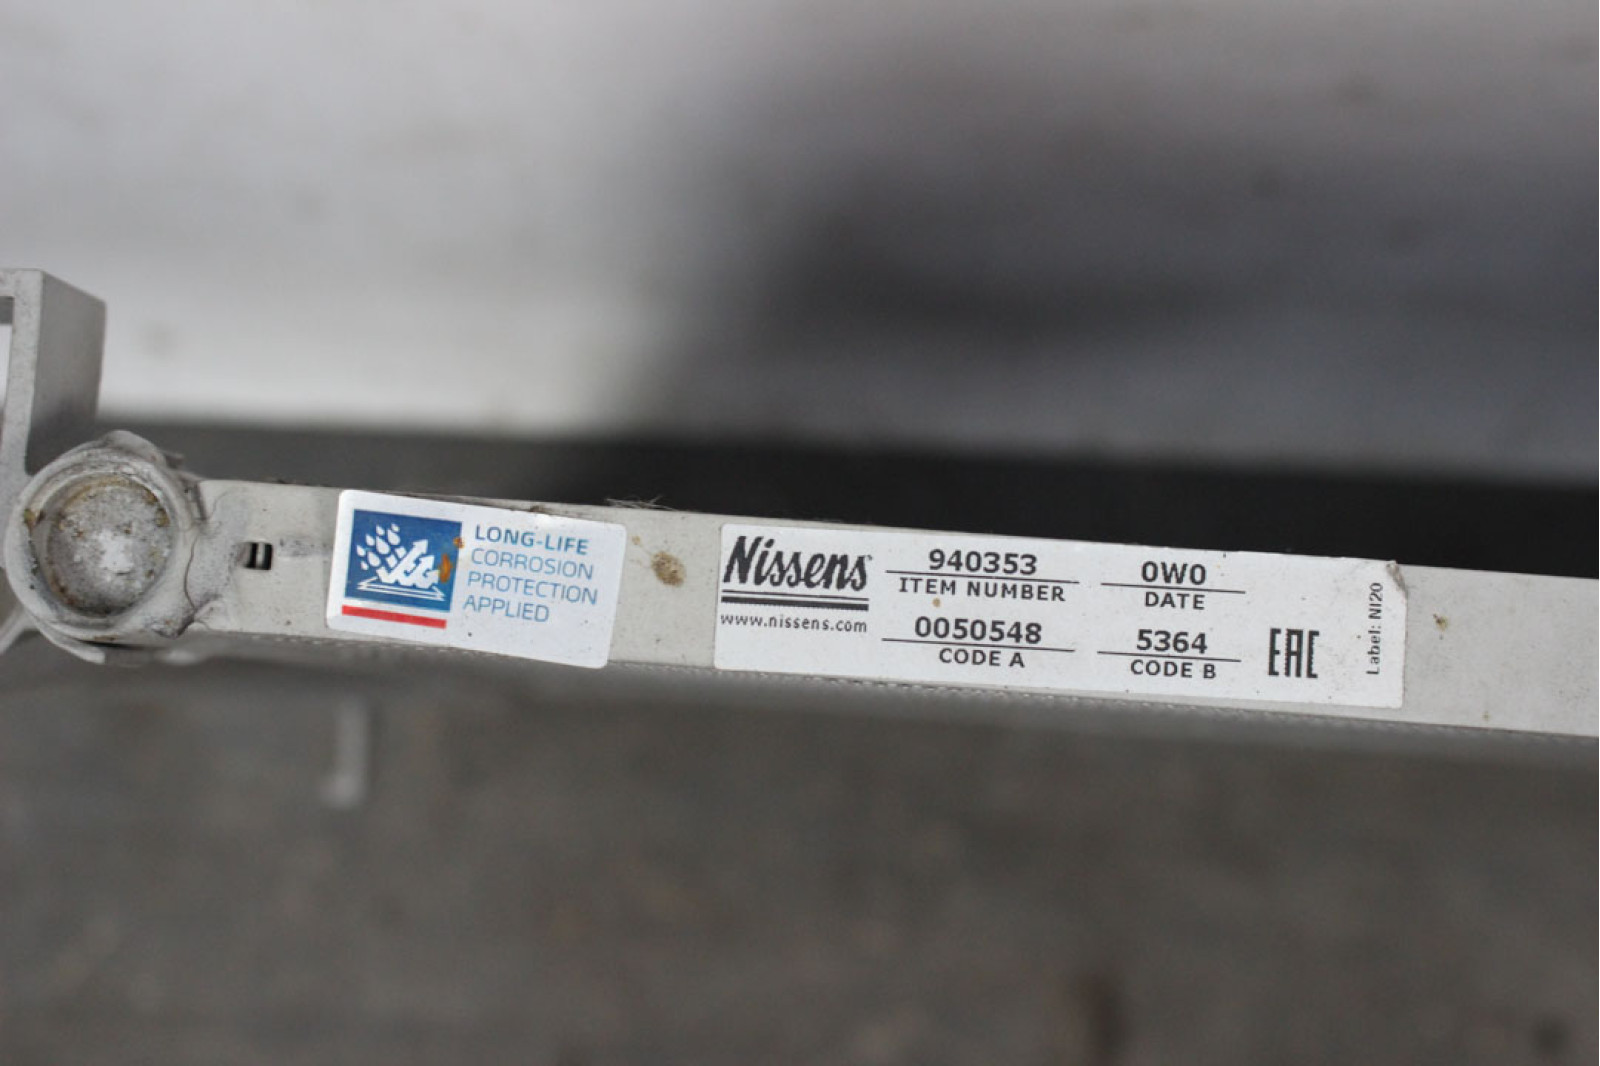 LONG-LIFE
CORROSION
PROTECTION
APPLIED
Nissens
www.nissens.com
940353
ITEM NUMBER
0W0
DATE
0050548
CODE A
5364
CODE B
EAC
Label: NI20